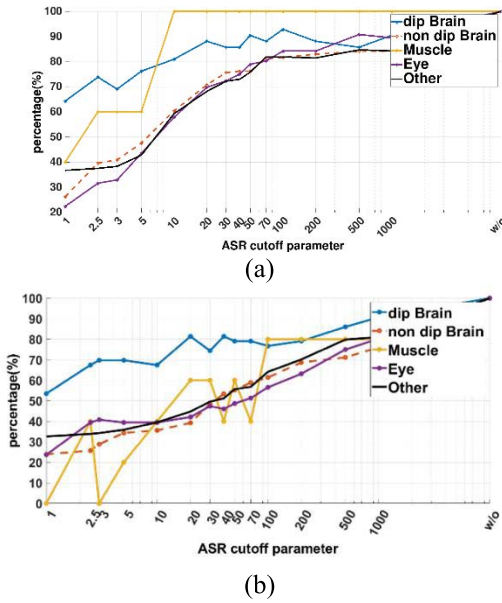 100
90
80
70
60
50
40
30
20
percentage(%)
dip Brain
non dip Brain
Muscle
Eye
Other
1 2.5 3 5 10 20 30 40 50 70 100 200 500 1000 w/o
ASR cutoff parameter
(a)
100
90
80
70
60
50
40
30
20
10
0
percentage(%)
dip Brain
non dip Brain
Muscle
Eye
Other
1 2.5 3 5 10 20 30 40 50 70 100 200 500 1000 w/o
ASR cutoff parameter
(b)